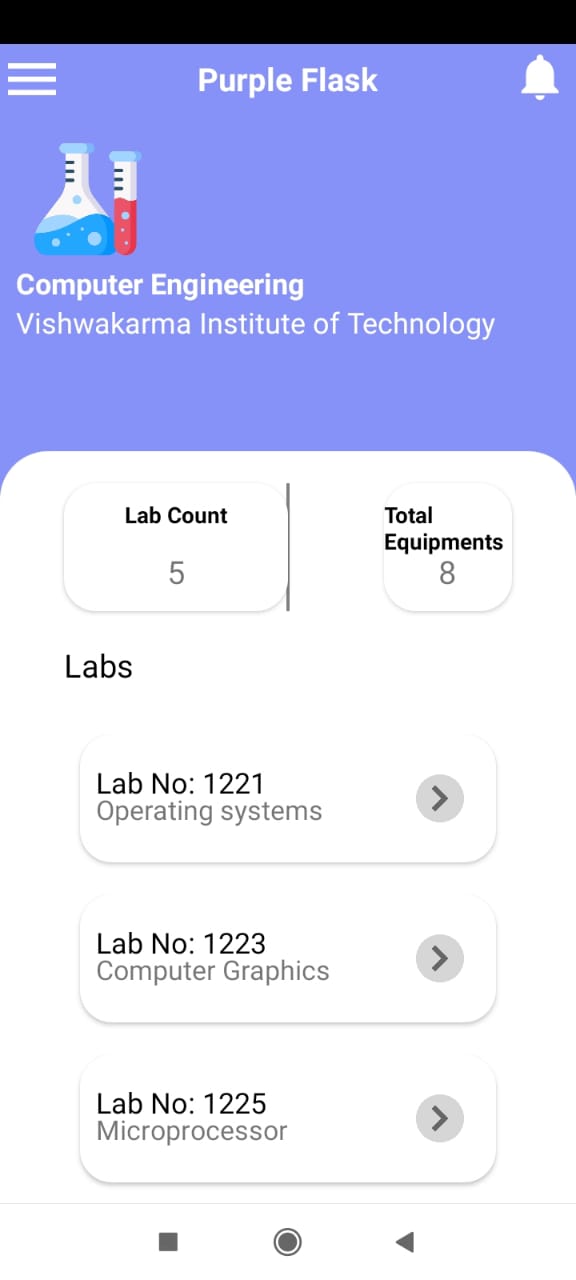 Purple Flask
Computer Engineering
Vishwakarma Institute of Technology
Lab Count
5
Total
Equipments
8
Labs
Lab No: 1221
Operating systems
Lab No: 1223
Computer Graphics
Lab No: 1225
Microprocessor